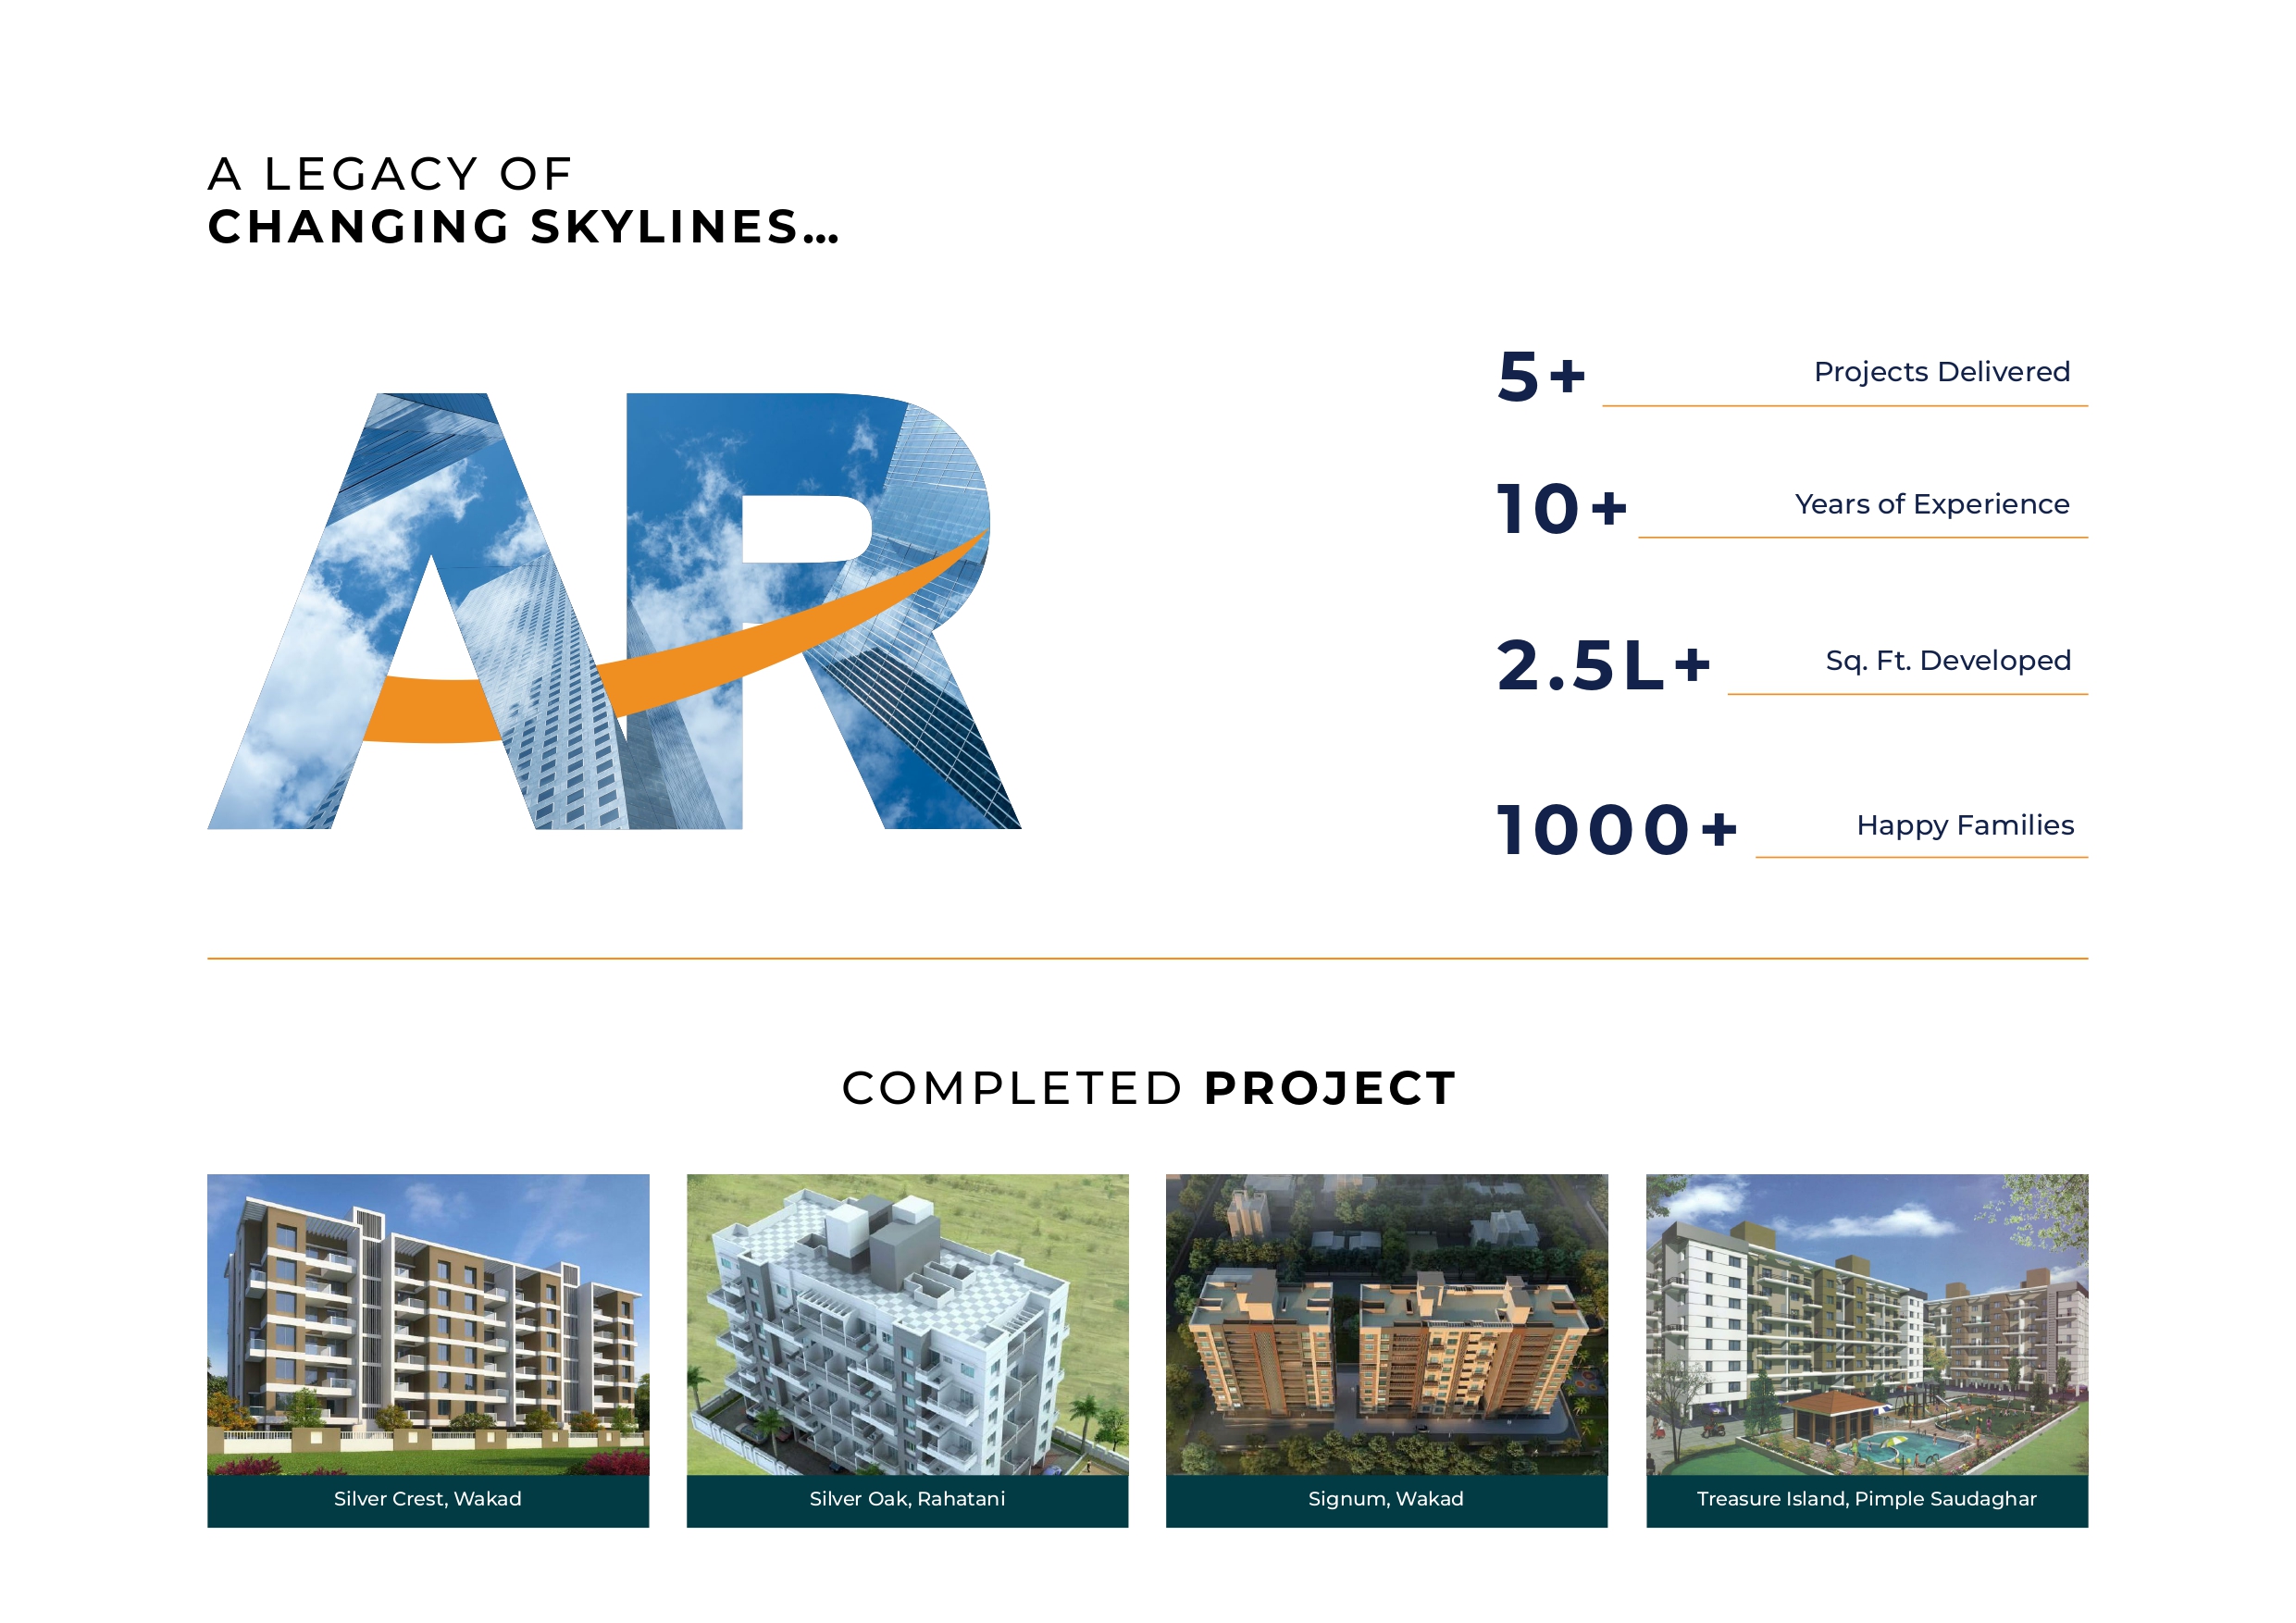 A LEGACY OF
CHANGING SKYLINES...
AR
5+ Projects Delivered
10+ Years of Experience
2.5L+ Sq. Ft. Developed
1000+ Happy Families
COMPLETED PROJECT
Silver Crest, Wakad
Silver Oak, Rahatani
Signum, Wakad
Treasure Island, Pimple Saudaghar